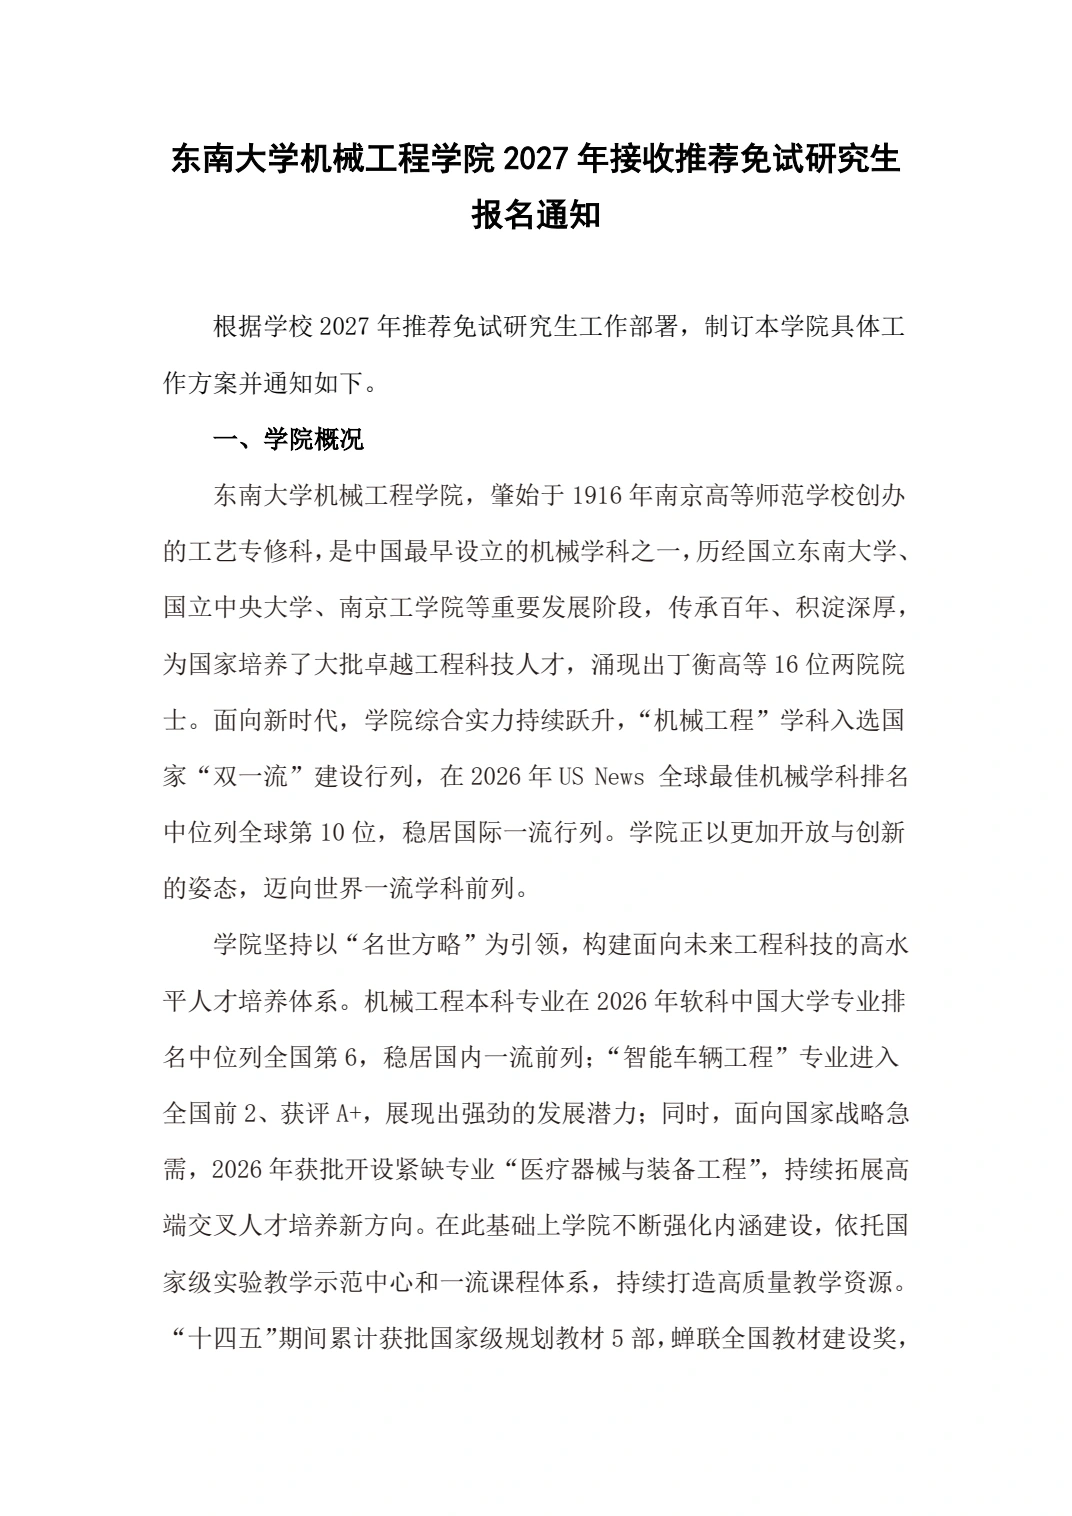 东南大学机械工程学院 2027 年接收推荐免试研究生
报名通知
根据学校 2027 年推荐免试研究生工作部署，制订本学院具体工
作方案并通知如下。
一、学院概况
东南大学机械工程学院，肇始于 1916 年南京高等师范学校创办
的工艺专修科，是中国最早设立的机械学科之一，历经国立东南大学、
国立中央大学、南京工学院等重要发展阶段，传承百年、积淀深厚，
为国家培养了大批卓越工程科技人才，涌现出丁衡高等 16 位两院院
士。面向新时代，学院综合实力持续跃升，“机械工程”学科入选国
家“双一流”建设行列，在 2026 年 US News 全球最佳机械学科排名
中位列全球第 10 位，稳居国际一流行列。学院正以更加开放与创新
的姿态，迈向世界一流学科前列。
学院坚持以“名世方略”为引领，构建面向未来工程科技的高水
平人才培养体系。机械工程本科专业在 2026 年软科中国大学专业排
名中位列全国第 6，稳居国内一流前列；“智能车辆工程”专业进入
全国前 2、获评 A+，展现出强劲的发展潜力；同时，面向国家战略急
需，2026 年获批开设紧缺专业“医疗器械与装备工程”，持续拓展高
端交叉人才培养新方向。在此基础上学院不断强化内涵建设，依托国
家级实验教学示范中心和一流课程体系，持续打造高质量教学资源。
“十四五”期间累计获批国家级规划教材 5 部，蝉联全国教材建设奖，